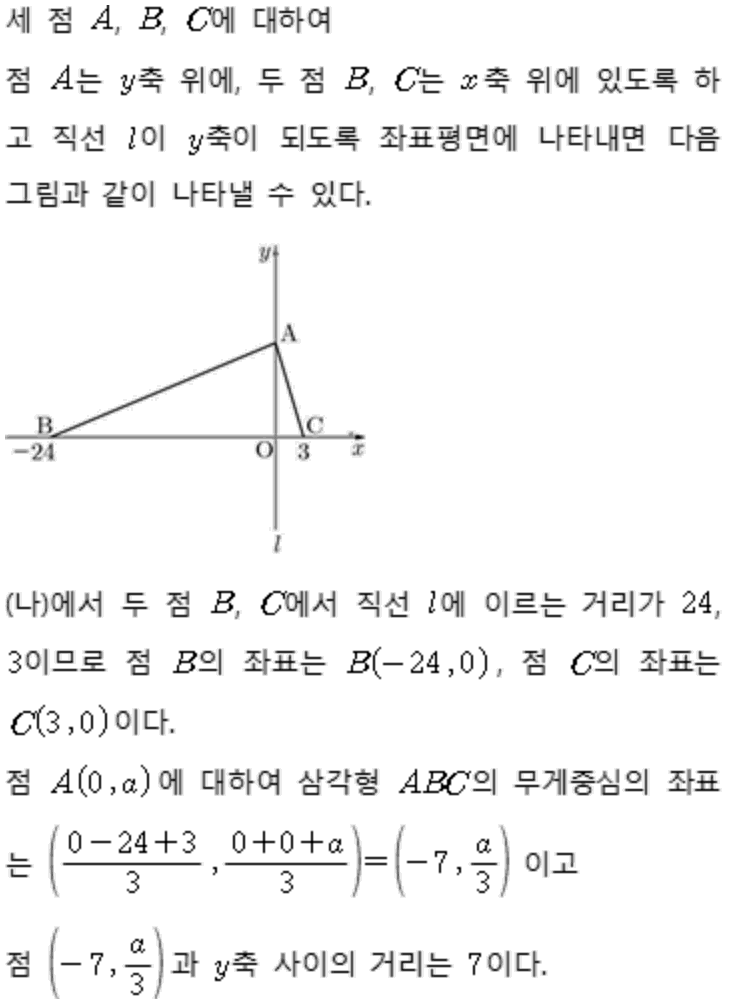 세 점 A, B, C에 대하여
점 A는 y축 위에, 두 점 B, C는 x축 위에 있도록 하
고 직선 l이 y축이 되도록 좌표평면에 나타내면 다음
그림과 같이 나타낼 수 있다.
y
A
B
C
-24
O
3
x
l
(나)에서 두 점 B, C에서 직선 l에 이르는 거리가 24,
3이므로 점 B의 좌표는 B(-24,0), 점 C의 좌표는
C(3,0)이다.
점 A(0,a)에 대하여 삼각형 ABC의 무게중심의 좌표
는 ((0-24+3)/3, (0+0+a)/3)=(-7, a/3) 이고
점 (-7, a/3)과 y축 사이의 거리는 7이다.